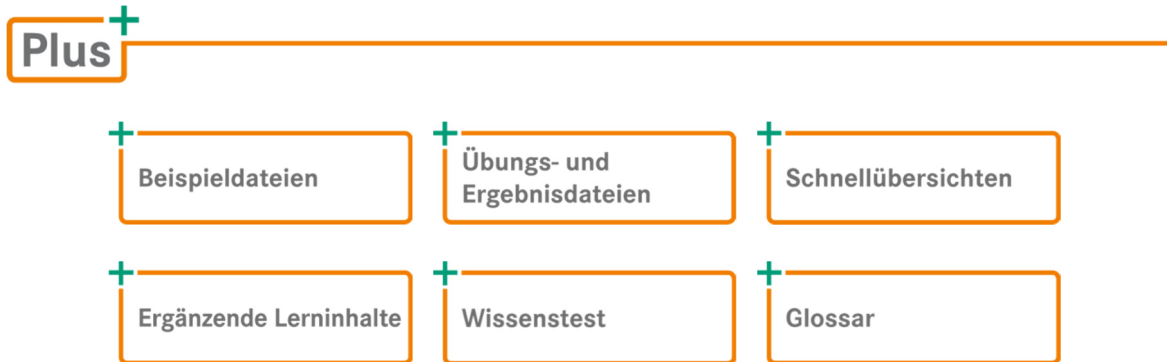 Plus
Beispieldateien
Übungs- und
Ergebnisdateien
Schnellübersichten
Ergänzende Lerninhalte
Wissenstest
Glossar